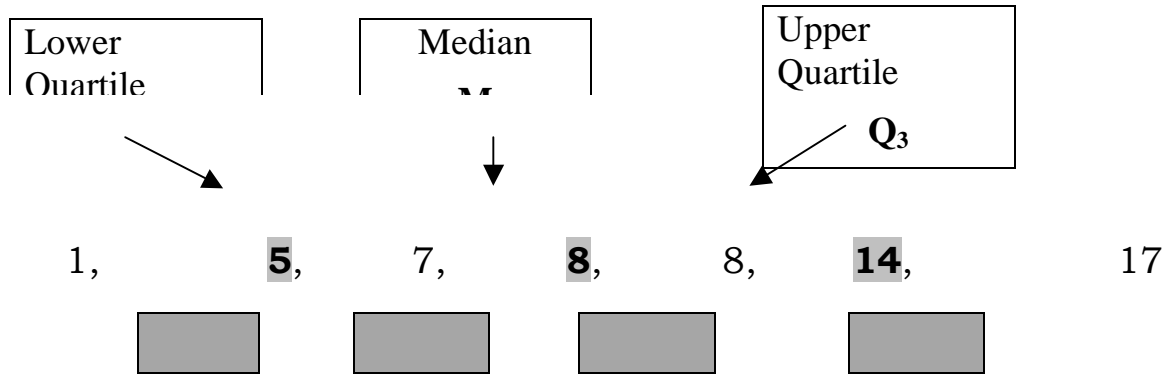 Lower
Quartile
Median
M
Upper
Quartile
Q₃
1, 5, 7, 8, 8, 14, 17